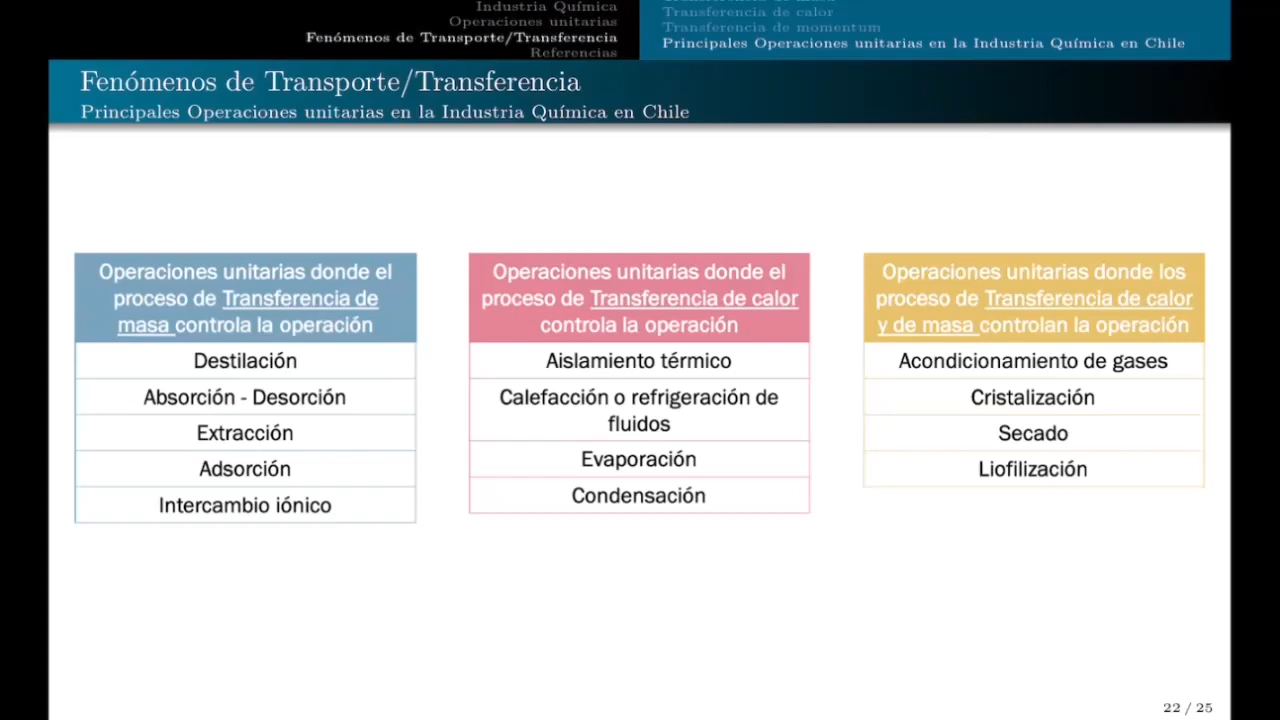 Industria Química
Operaciones unitarias
Fenómenos de Transporte/Transferencia
Referencias
Transferencia de masa
Transferencia de calor
Transferencia de momentum
Principales Operaciones unitarias en la Industria Química en Chile
Fenómenos de Transporte/Transferencia
Principales Operaciones unitarias en la Industria Química en Chile
Operaciones unitarias donde el
proceso de Transferencia de
masa controla la operación
Destilación
Absorción - Desorción
Extracción
Adsorción
Intercambio iónico
Operaciones unitarias donde el
proceso de Transferencia de calor
controla la operación
Aislamiento térmico
Calefacción o refrigeración de
fluidos
Evaporación
Condensación
Operaciones unitarias donde los
proceso de Transferencia de calor
y de masa controlan la operación
Acondicionamiento de gases
Cristalización
Secado
Liofilización
22 / 25